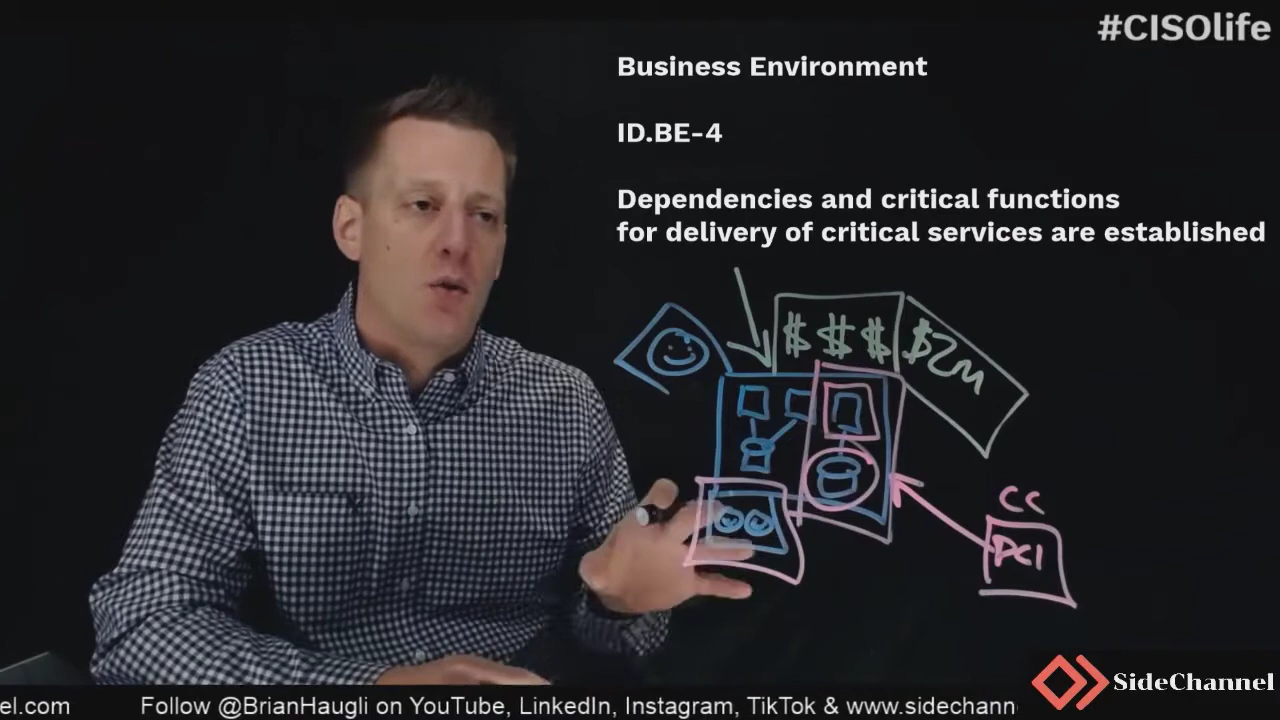 #CISOlife
Business Environment
ID.BE-4
Dependencies and critical functions
for delivery of critical services are established
$ $ $ $2M
CC
PCI
SideChannel
el.com Follow @BrianHaugli on YouTube, LinkedIn, Instagram, TikTok & www.sidechann